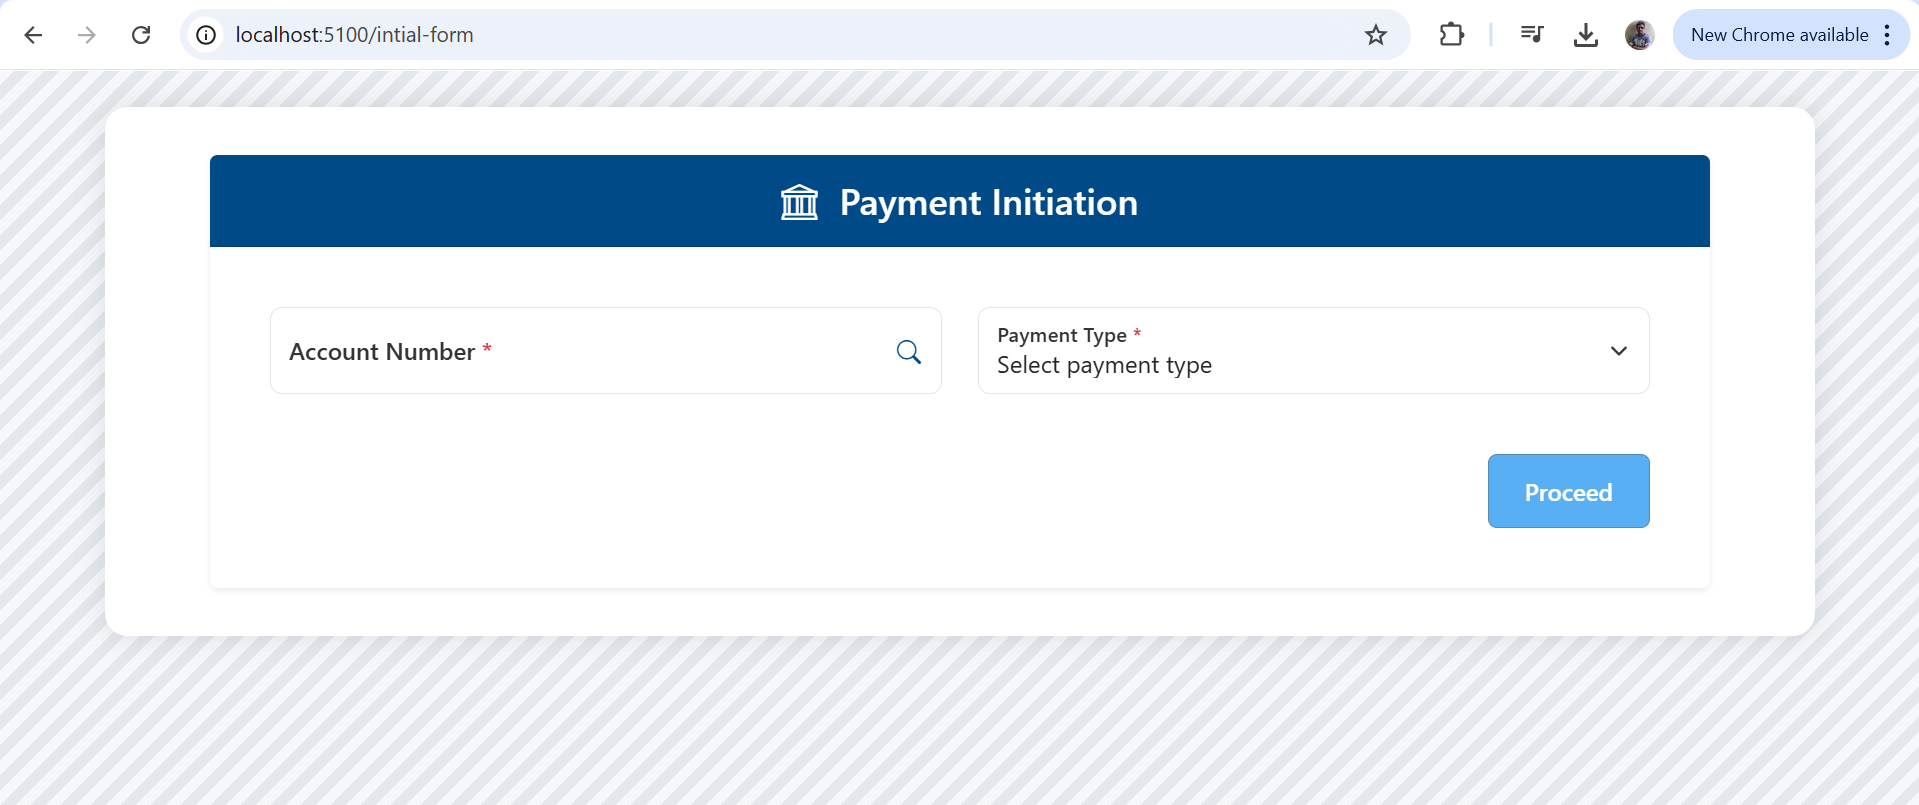 localhost:5100/intial-form
New Chrome available
Payment Initiation
Account Number *
Payment Type *
Select payment type
Proceed